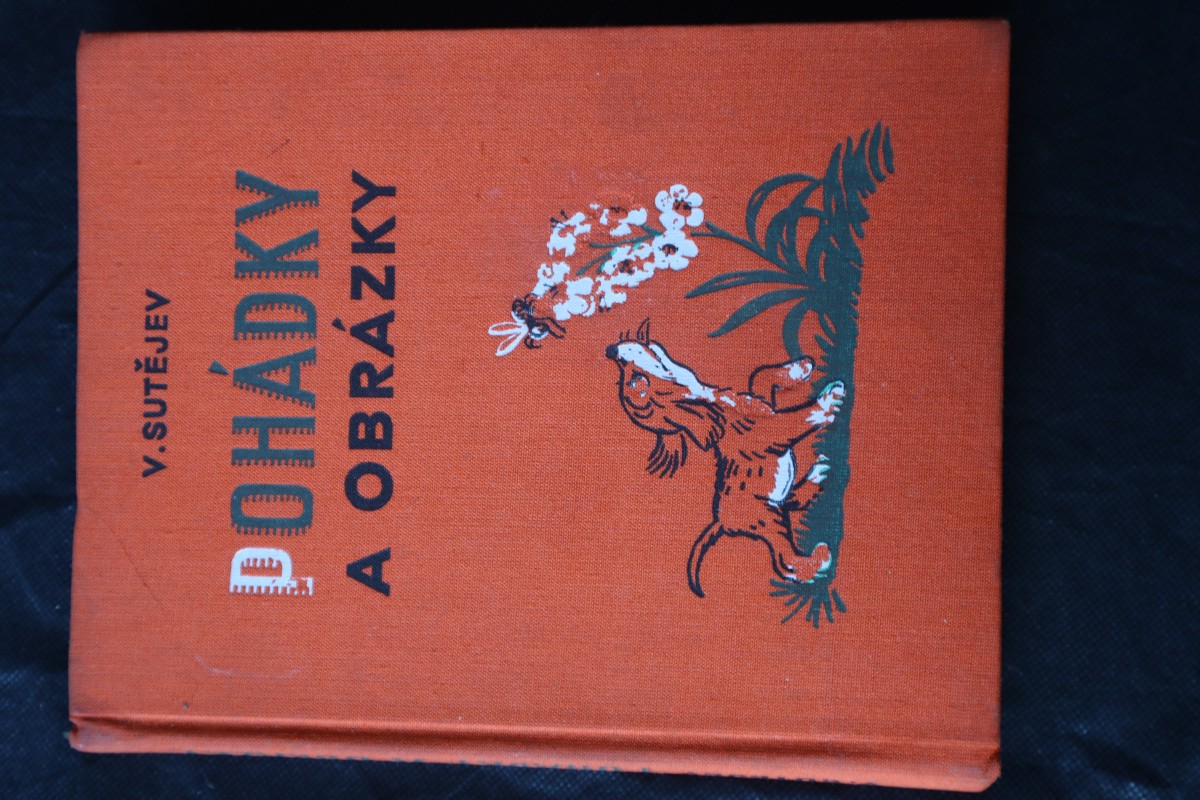 V. SUTĚJEV
POHÁDKY
A OBRÁZKY